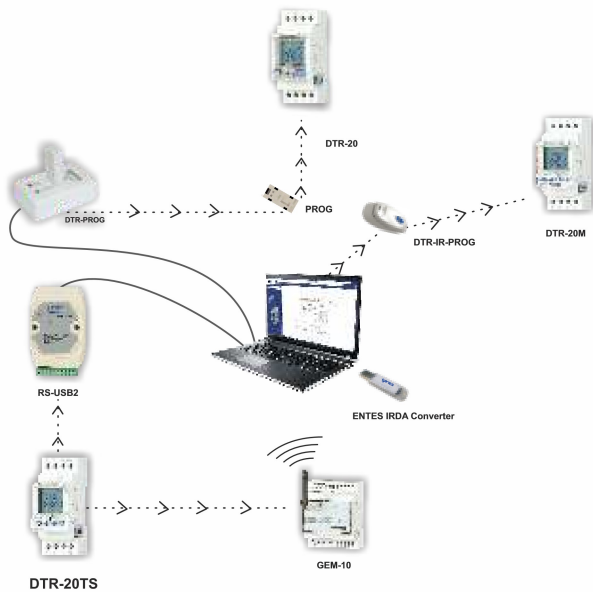 DTR-20
DTR-PROG
PROG
DTR-IR-PROG
DTR-20M
RS-USB2
ENTES IRDA Converter
GEM-10
DTR-20TS